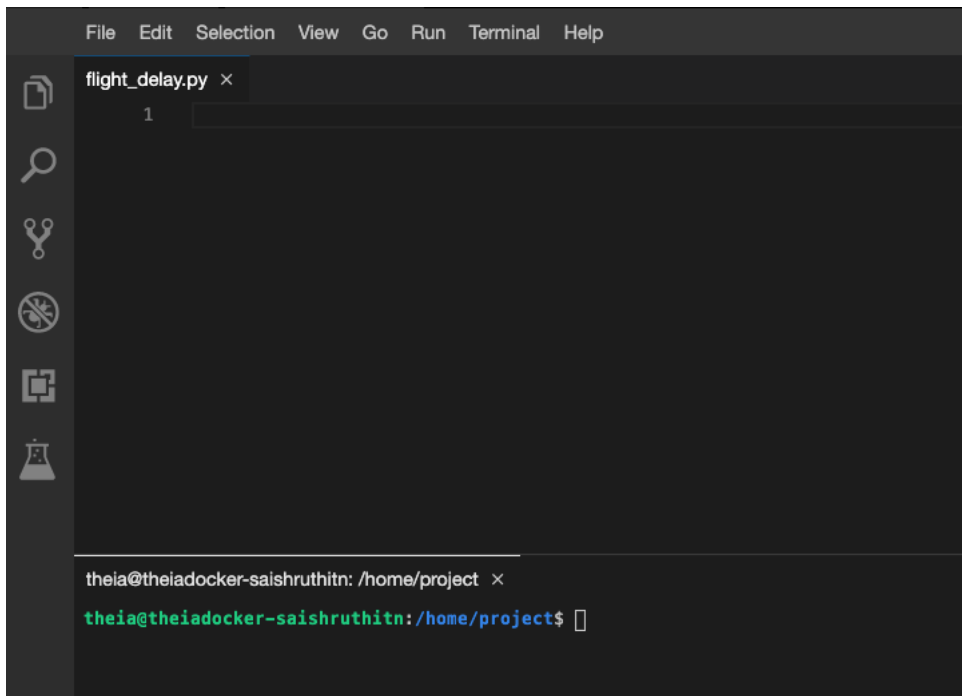 File Edit Selection View Go Run Terminal Help
flight_delay.py ×
1
theia@theiadocker-saishruthitn: /home/project ×
theia@theiadocker-saishruthitn:/home/project$